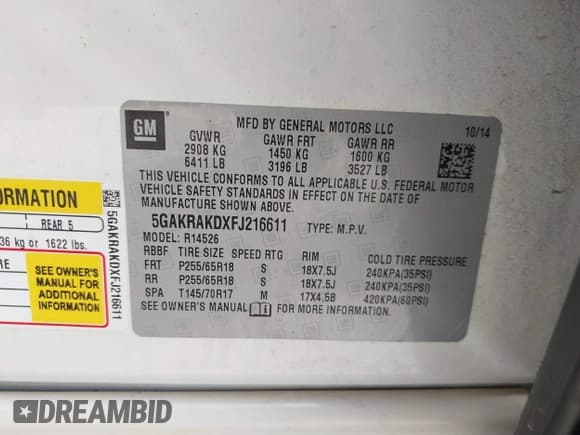 GM
MFD BY GENERAL MOTORS LLC
10/14
GVWR GAWR FRT GAWR RR
2908 KG 1450 KG 1600 KG
6411 LB 3196 LB 3527 LB
THIS VEHICLE CONFORMS TO ALL APPLICABLE U.S. FEDERAL MOTOR
VEHICLE SAFETY STANDARDS IN EFFECT ON THE DATE OF
MANUFACTURE SHOWN ABOVE.
5GAKRAKDXFJ216611 TYPE: M.P.V.
MODEL: R14526
RBBF TIRE SIZE SPEED RTG RIM COLD TIRE PRESSURE
FRT P255/65R18 S 18X7.5J 240KPA(35PSI)
RR P255/65R18 S 18X7.5J 240KPA(35PSI)
SPA T145/70R17 M 17X4.5B 420KPA(60PSI)
SEE OWNER'S MANUAL FOR MORE INFORMATION
ORMATION
REAR 5
36 kg or 1622 lbs.
RE
SEE OWNER'S
MANUAL FOR
ADDITIONAL
INFORMATION
5GAKRAKDXFJ216611
DREAMBID